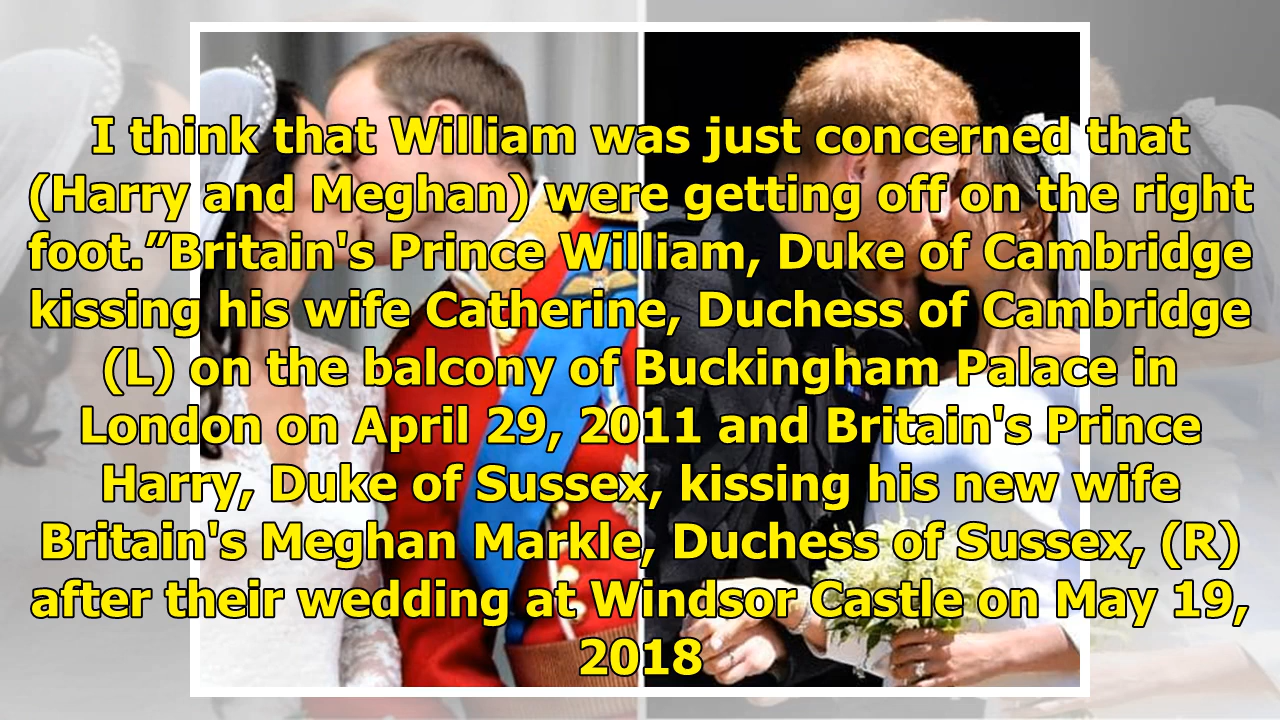 I think that William was just concerned that
(Harry and Meghan) were getting off on the right
foot.”Britain's Prince William, Duke of Cambridge
kissing his wife Catherine, Duchess of Cambridge
(L) on the balcony of Buckingham Palace in
London on April 29, 2011 and Britain's Prince
Harry, Duke of Sussex, kissing his new wife
Britain's Meghan Markle, Duchess of Sussex, (R)
after their wedding at Windsor Castle on May 19,
2018